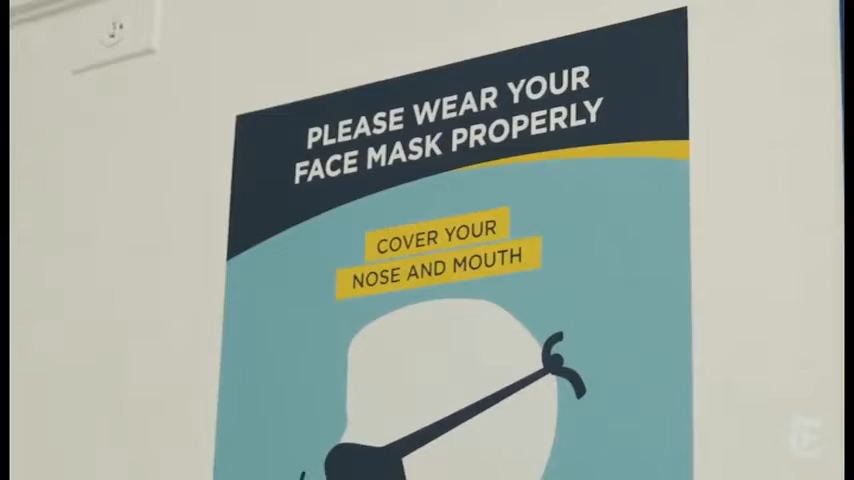 PLEASE WEAR YOUR
FACE MASK PROPERLY
COVER YOUR
NOSE AND MOUTH
T